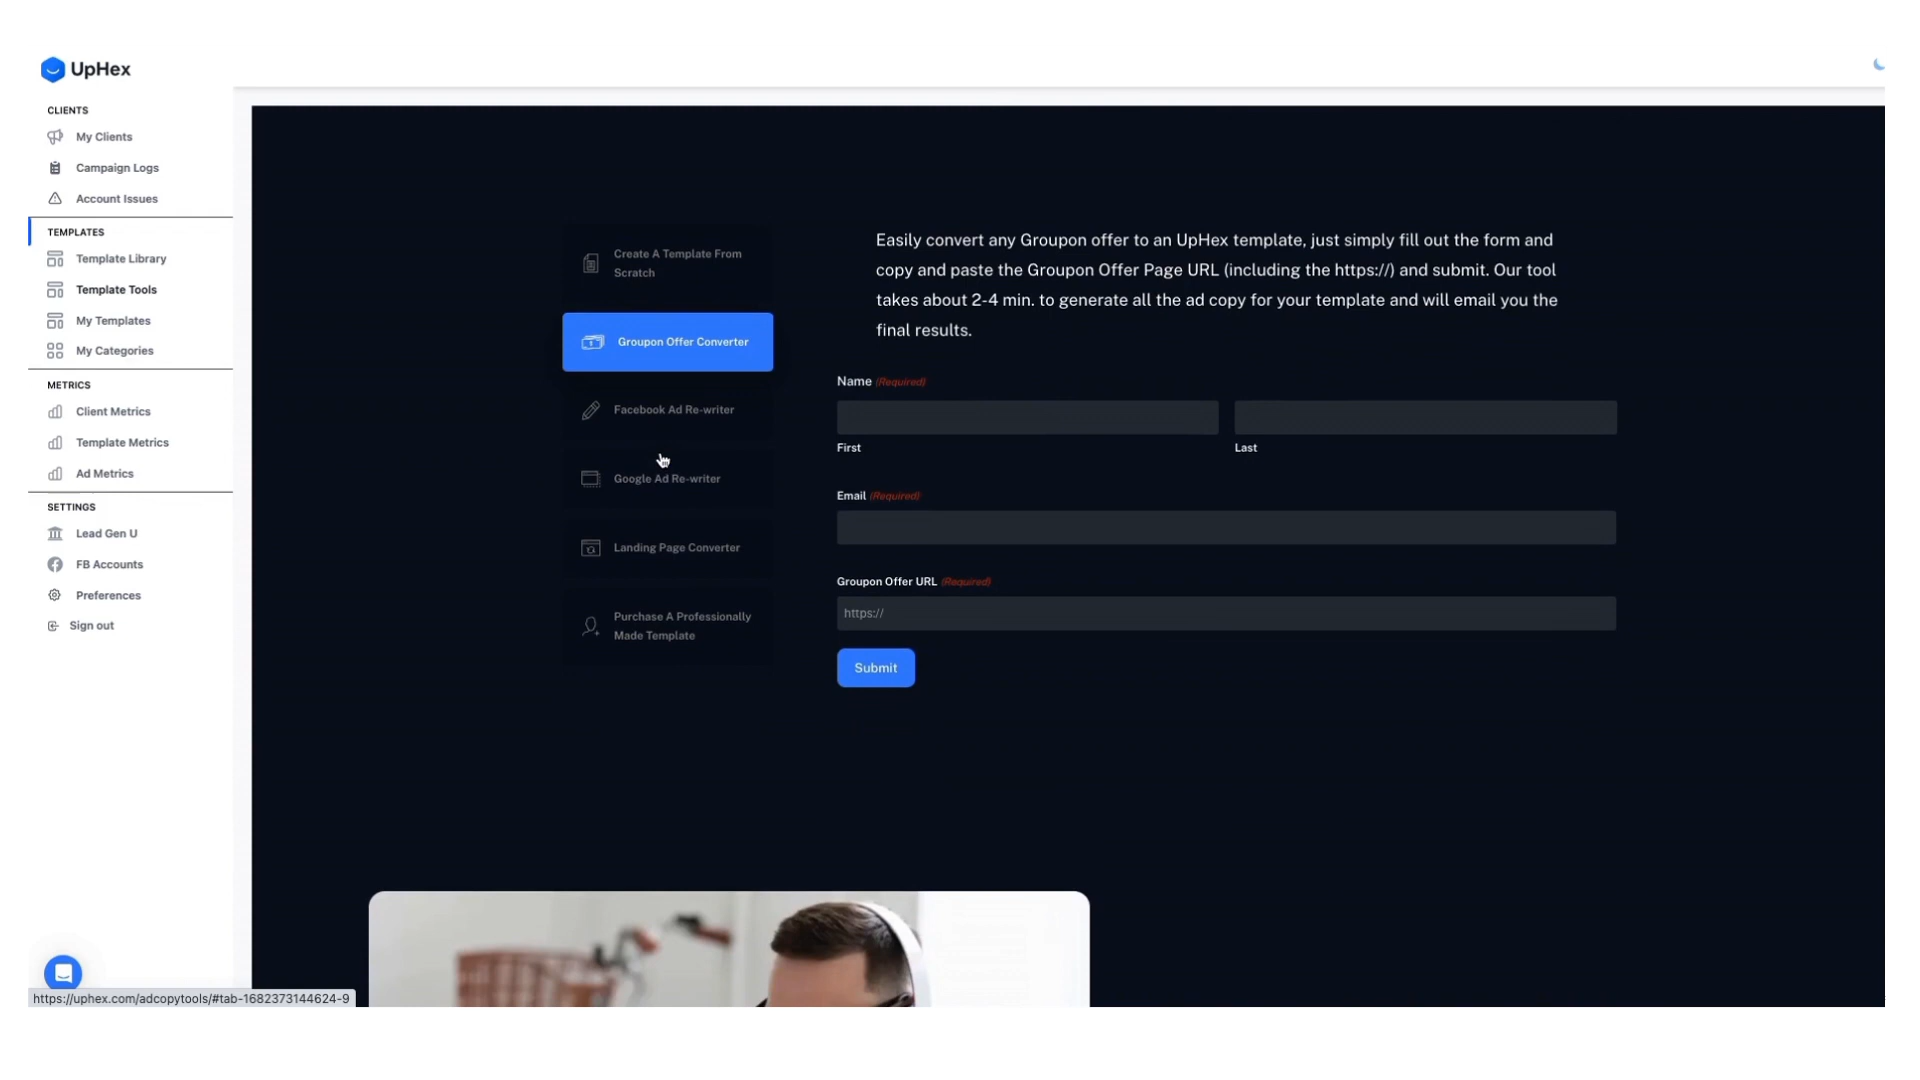 UpHex
CLIENTS
My Clients
Campaign Logs
Account Issues
TEMPLATES
Template Library
Template Tools
My Templates
My Categories
METRICS
Client Metrics
Template Metrics
Ad Metrics
SETTINGS
Lead Gen U
FB Accounts
Preferences
Sign out
Create A Template From
Scratch
Groupon Offer Converter
Facebook Ad Re-writer
Google Ad Re-writer
Landing Page Converter
Purchase A Professionally
Made Template
Easily convert any Groupon offer to an UpHex template, just simply fill out the form and
copy and paste the Groupon Offer Page URL (including the https://) and submit. Our tool
takes about 2-4 min. to generate all the ad copy for your template and will email you the
final results.
Name (Required)
First
Last
Email (Required)
Groupon Offer URL (Required)
https://
Submit
https://uphex.com/adcopytools/#tab-1682373144624-9